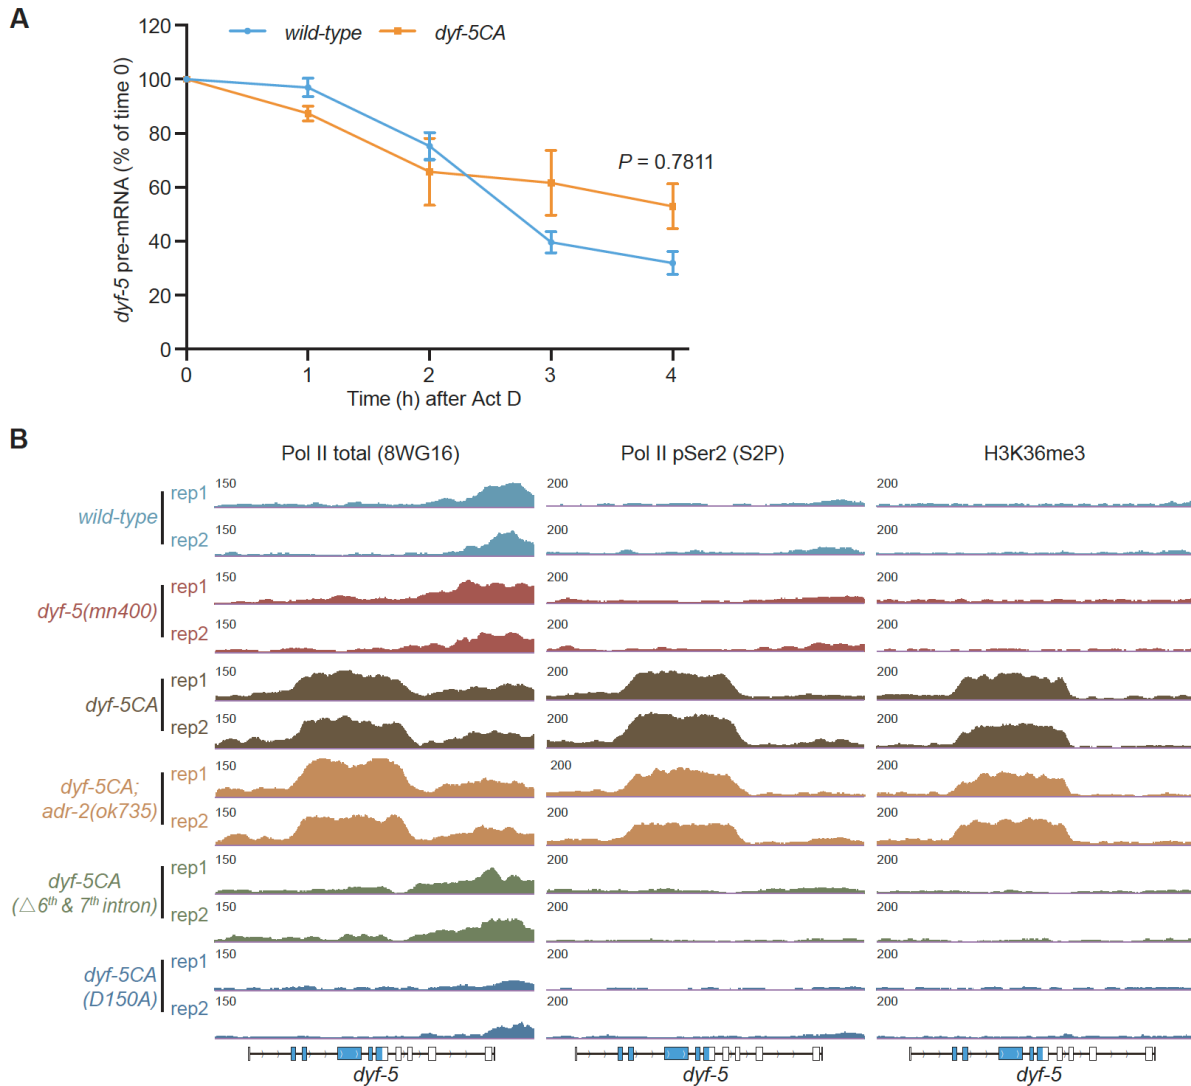 A
wild-type dyf-5CA
dyf-5 pre-mRNA (% of time 0)
120
100
80
60
40
20
0
P = 0.7811
0 1 2 3 4
Time (h) after Act D
B
Pol II total (8WG16) Pol II pSer2 (S2P) H3K36me3
wild-type
rep1 150 200 200
rep2 150 200 200
dyf-5(mn400)
rep1 150 200 200
rep2 150 200 200
dyf-5CA
rep1 150 200 200
rep2 150 200 200
dyf-5CA;
adr-2(ok735)
rep1 150 200 200
rep2 150 200 200
dyf-5CA
(△6th & 7th intron)
rep1 150 200 200
rep2 150 200 200
dyf-5CA
(D150A)
rep1 150 200 200
rep2 150 200 200
dyf-5 dyf-5 dyf-5